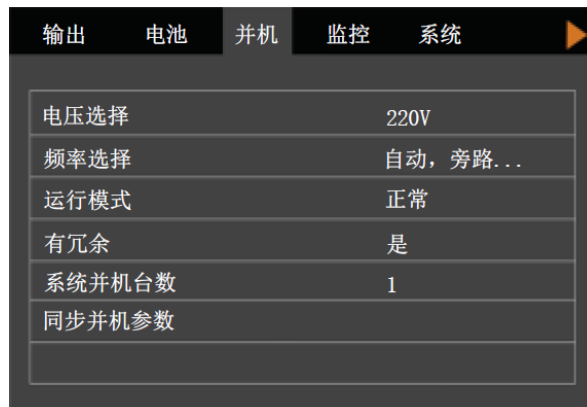 输出 电池 并机 监控 系统
电压选择 220V
频率选择 自动，旁路...
运行模式 正常
有冗余 是
系统并机台数 1
同步并机参数